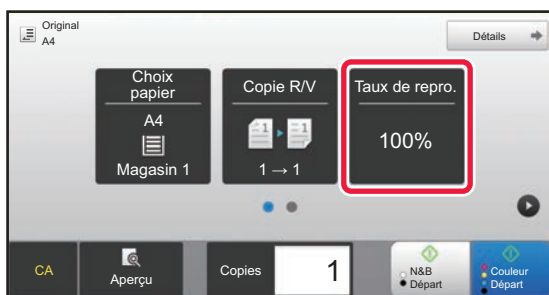 Original
A4
Détails
Choix
papier
A4
Magasin 1
Copie R/V
1
1
1 → 1
Taux de repro.
100%
CA
Aperçu
Copies
1
N&B
Départ
Couleur
Départ